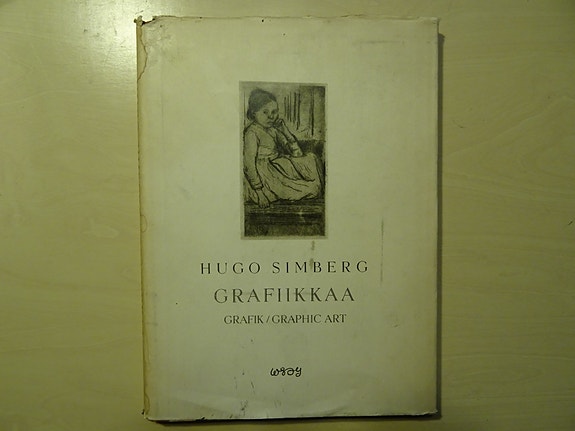 HUGO SIMBERG
GRAFIIKKAA
GRAFIK / GRAPHIC ART
wsoy